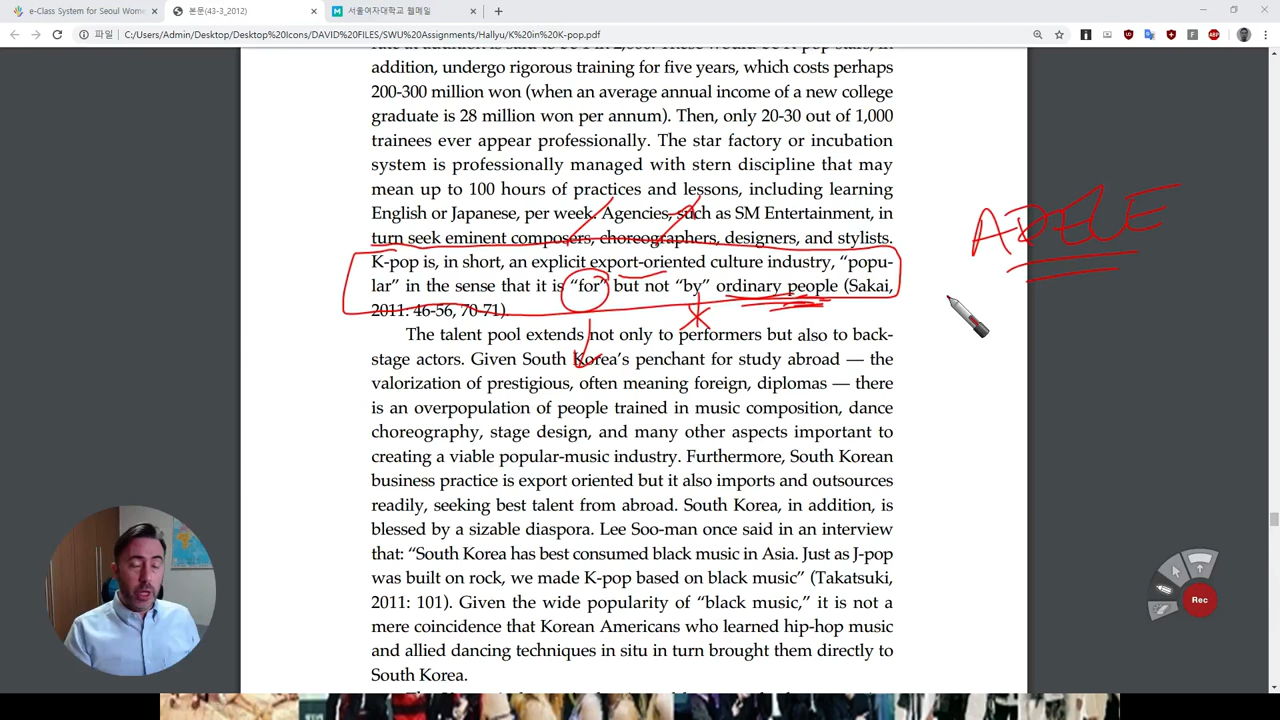 e-Class System for Seoul Wome
본문(43-3_2012)
서울여자대학교 웹메일
파일 C:/Users/Admin/Desktop/Desktop%20Icons/DAVID%20FILES/SWU%20Assignments/Hallyu/K%20in%20K-pop.pdf
addition, undergo rigorous training for five years, which costs perhaps
200-300 million won (when an average annual income of a new college
graduate is 28 million won per annum). Then, only 20-30 out of 1,000
trainees ever appear professionally. The star factory or incubation
system is professionally managed with stern discipline that may
mean up to 100 hours of practices and lessons, including learning
English or Japanese, per week. Agencies, such as SM Entertainment, in
turn seek eminent composers, choreographers, designers, and stylists.
K-pop is, in short, an explicit export-oriented culture industry, “popu-
lar” in the sense that it is “for” but not “by” ordinary people (Sakai,
2011: 46-56, 70-71).
ADELE
The talent pool extends not only to performers but also to back-
stage actors. Given South Korea’s penchant for study abroad — the
valorization of prestigious, often meaning foreign, diplomas — there
is an overpopulation of people trained in music composition, dance
choreography, stage design, and many other aspects important to
creating a viable popular-music industry. Furthermore, South Korean
business practice is export oriented but it also imports and outsources
readily, seeking best talent from abroad. South Korea, in addition, is
blessed by a sizable diaspora. Lee Soo-man once said in an interview
that: “South Korea has best consumed black music in Asia. Just as J-pop
was built on rock, we made K-pop based on black music” (Takatsuki,
2011: 101). Given the wide popularity of “black music,” it is not a
mere coincidence that Korean Americans who learned hip-hop music
and allied dancing techniques in situ in turn brought them directly to
South Korea.
Rec